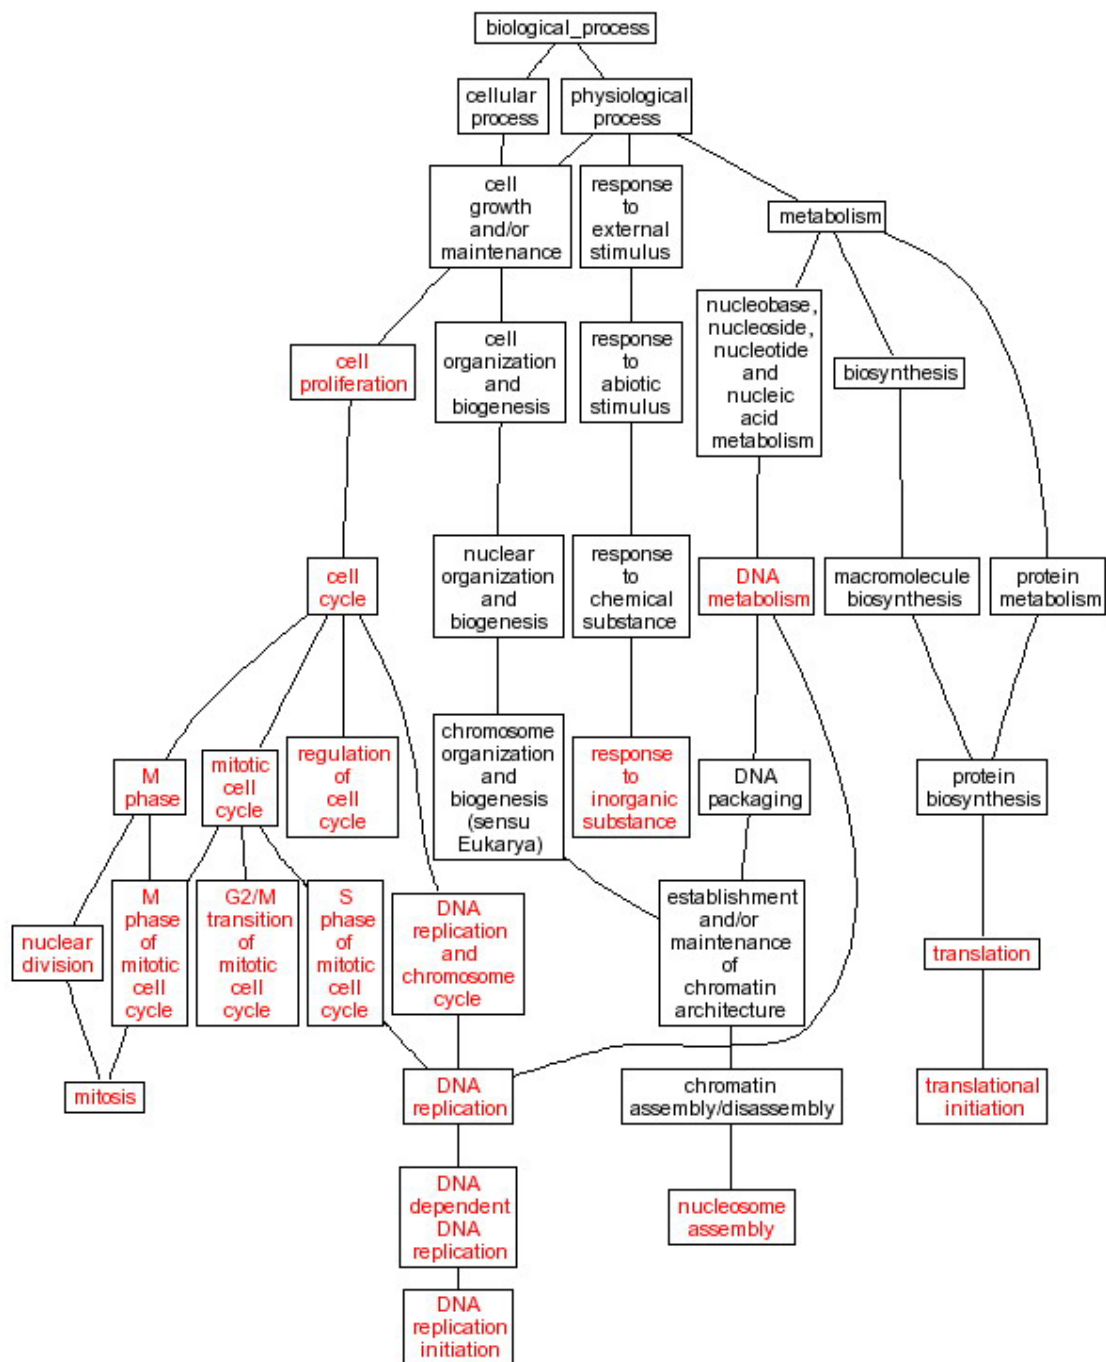 biological_process
cellular
process
physiological
process
cell
growth
and/or
maintenance
response
to
external
stimulus
metabolism
nucleobase,
nucleoside,
nucleotide
and
nucleic
acid
metabolism
cell
organization
and
biogenesis
response
to
abiotic
stimulus
cell
proliferation
biosynthesis
nuclear
organization
and
biogenesis
response
to
chemical
substance
cell
cycle
DNA
metabolism
macromolecule
biosynthesis
protein
metabolism
chromosome
organization
and
biogenesis
(sensu
Eukarya)
regulation
of
cell
cycle
response
to
inorganic
substance
mitotic
cell
cycle
M
phase
DNA
packaging
protein
biosynthesis
M
phase
of
mitotic
cell
cycle
G2/M
transition
of
mitotic
cell
cycle
S
phase
of
mitotic
cell
cycle
DNA
replication
and
chromosome
cycle
establishment
and/or
maintenance
of
chromatin
architecture
nuclear
division
translation
mitosis
DNA
replication
chromatin
assembly/disassembly
translational
initiation
DNA
dependent
DNA
replication
nucleosome
assembly
DNA
replication
initiation